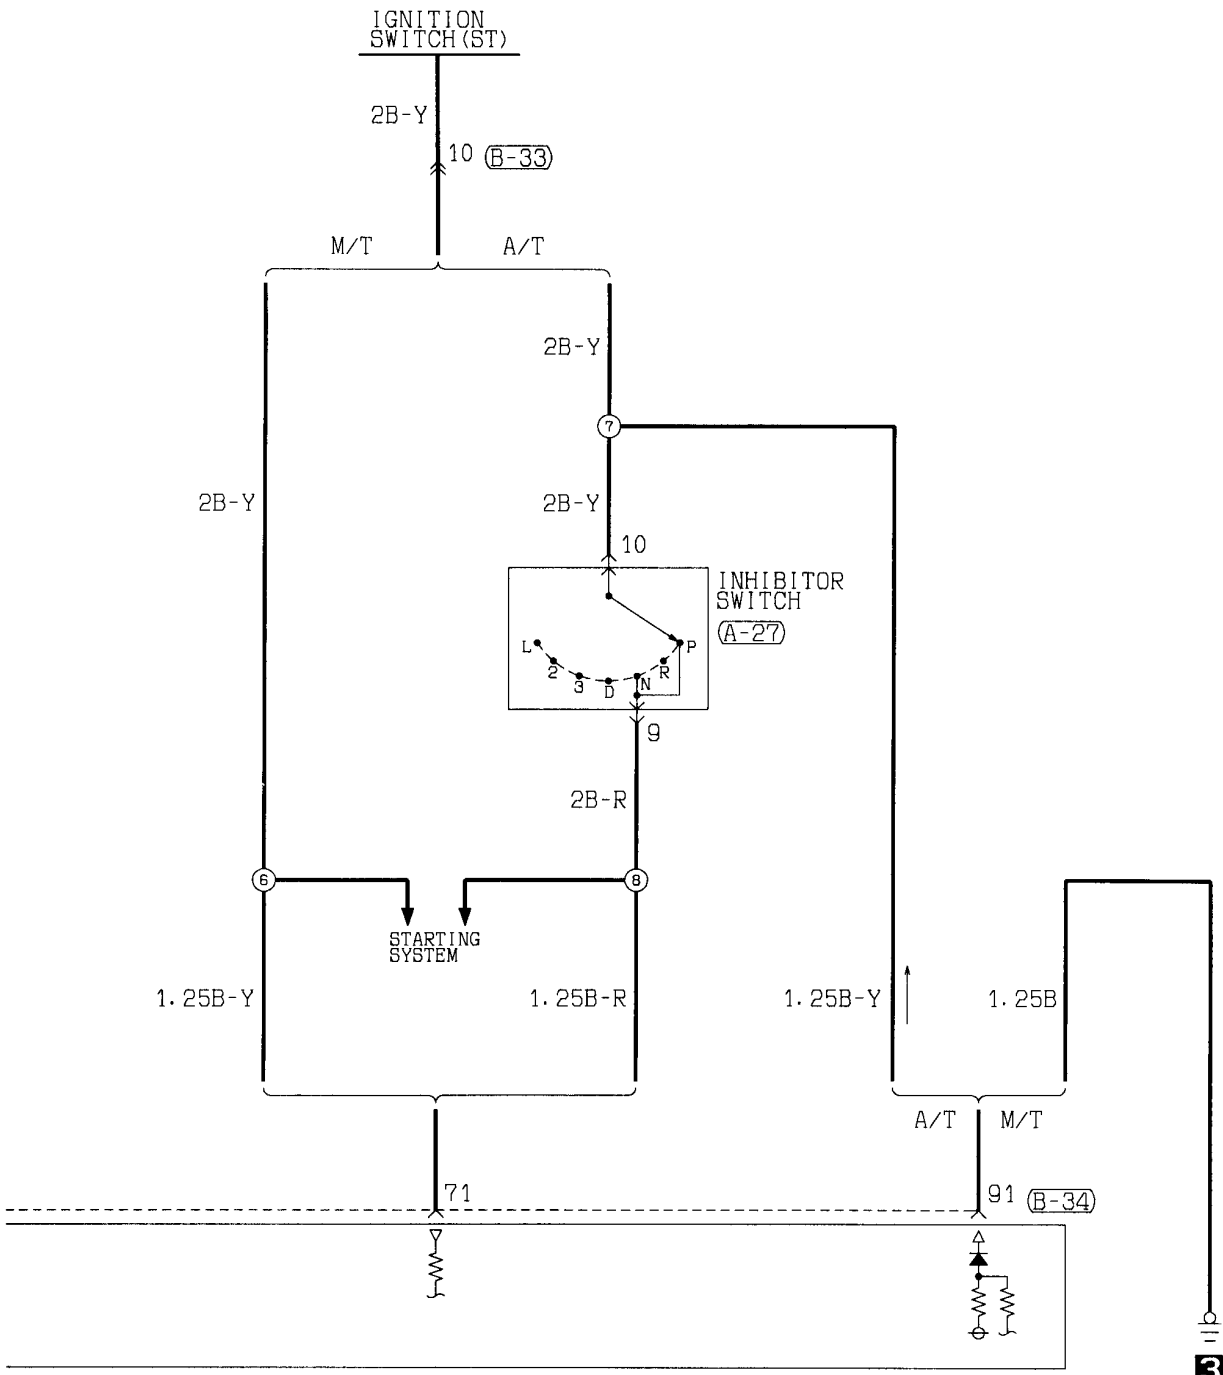 IGNITION
SWITCH(ST)
2B-Y
10 B-33
M/T A/T
2B-Y
7
2B-Y 2B-Y
10
INHIBITOR
SWITCH
A-27
L 2 3 D N R P
9
2B-R
6 8
STARTING
SYSTEM
1.25B-Y 1.25B-R 1.25B-Y 1.25B
A/T M/T
71 91 B-34
3